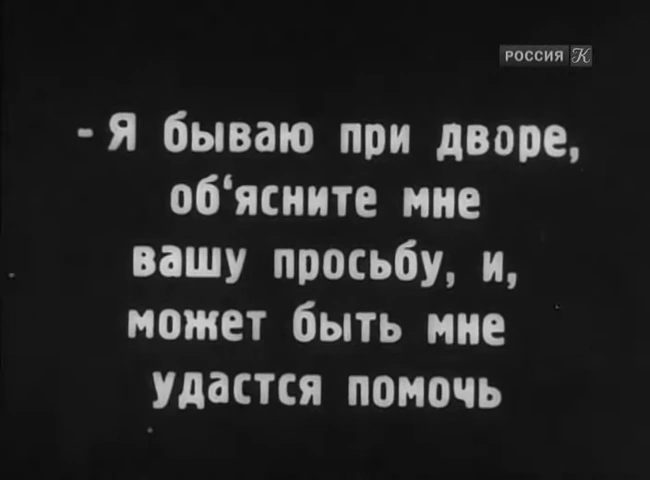 РОССИЯ К
- Я бываю при дворе,
об‘ясните мне
вашу просьбу, и,
может быть мне
удастся помочь